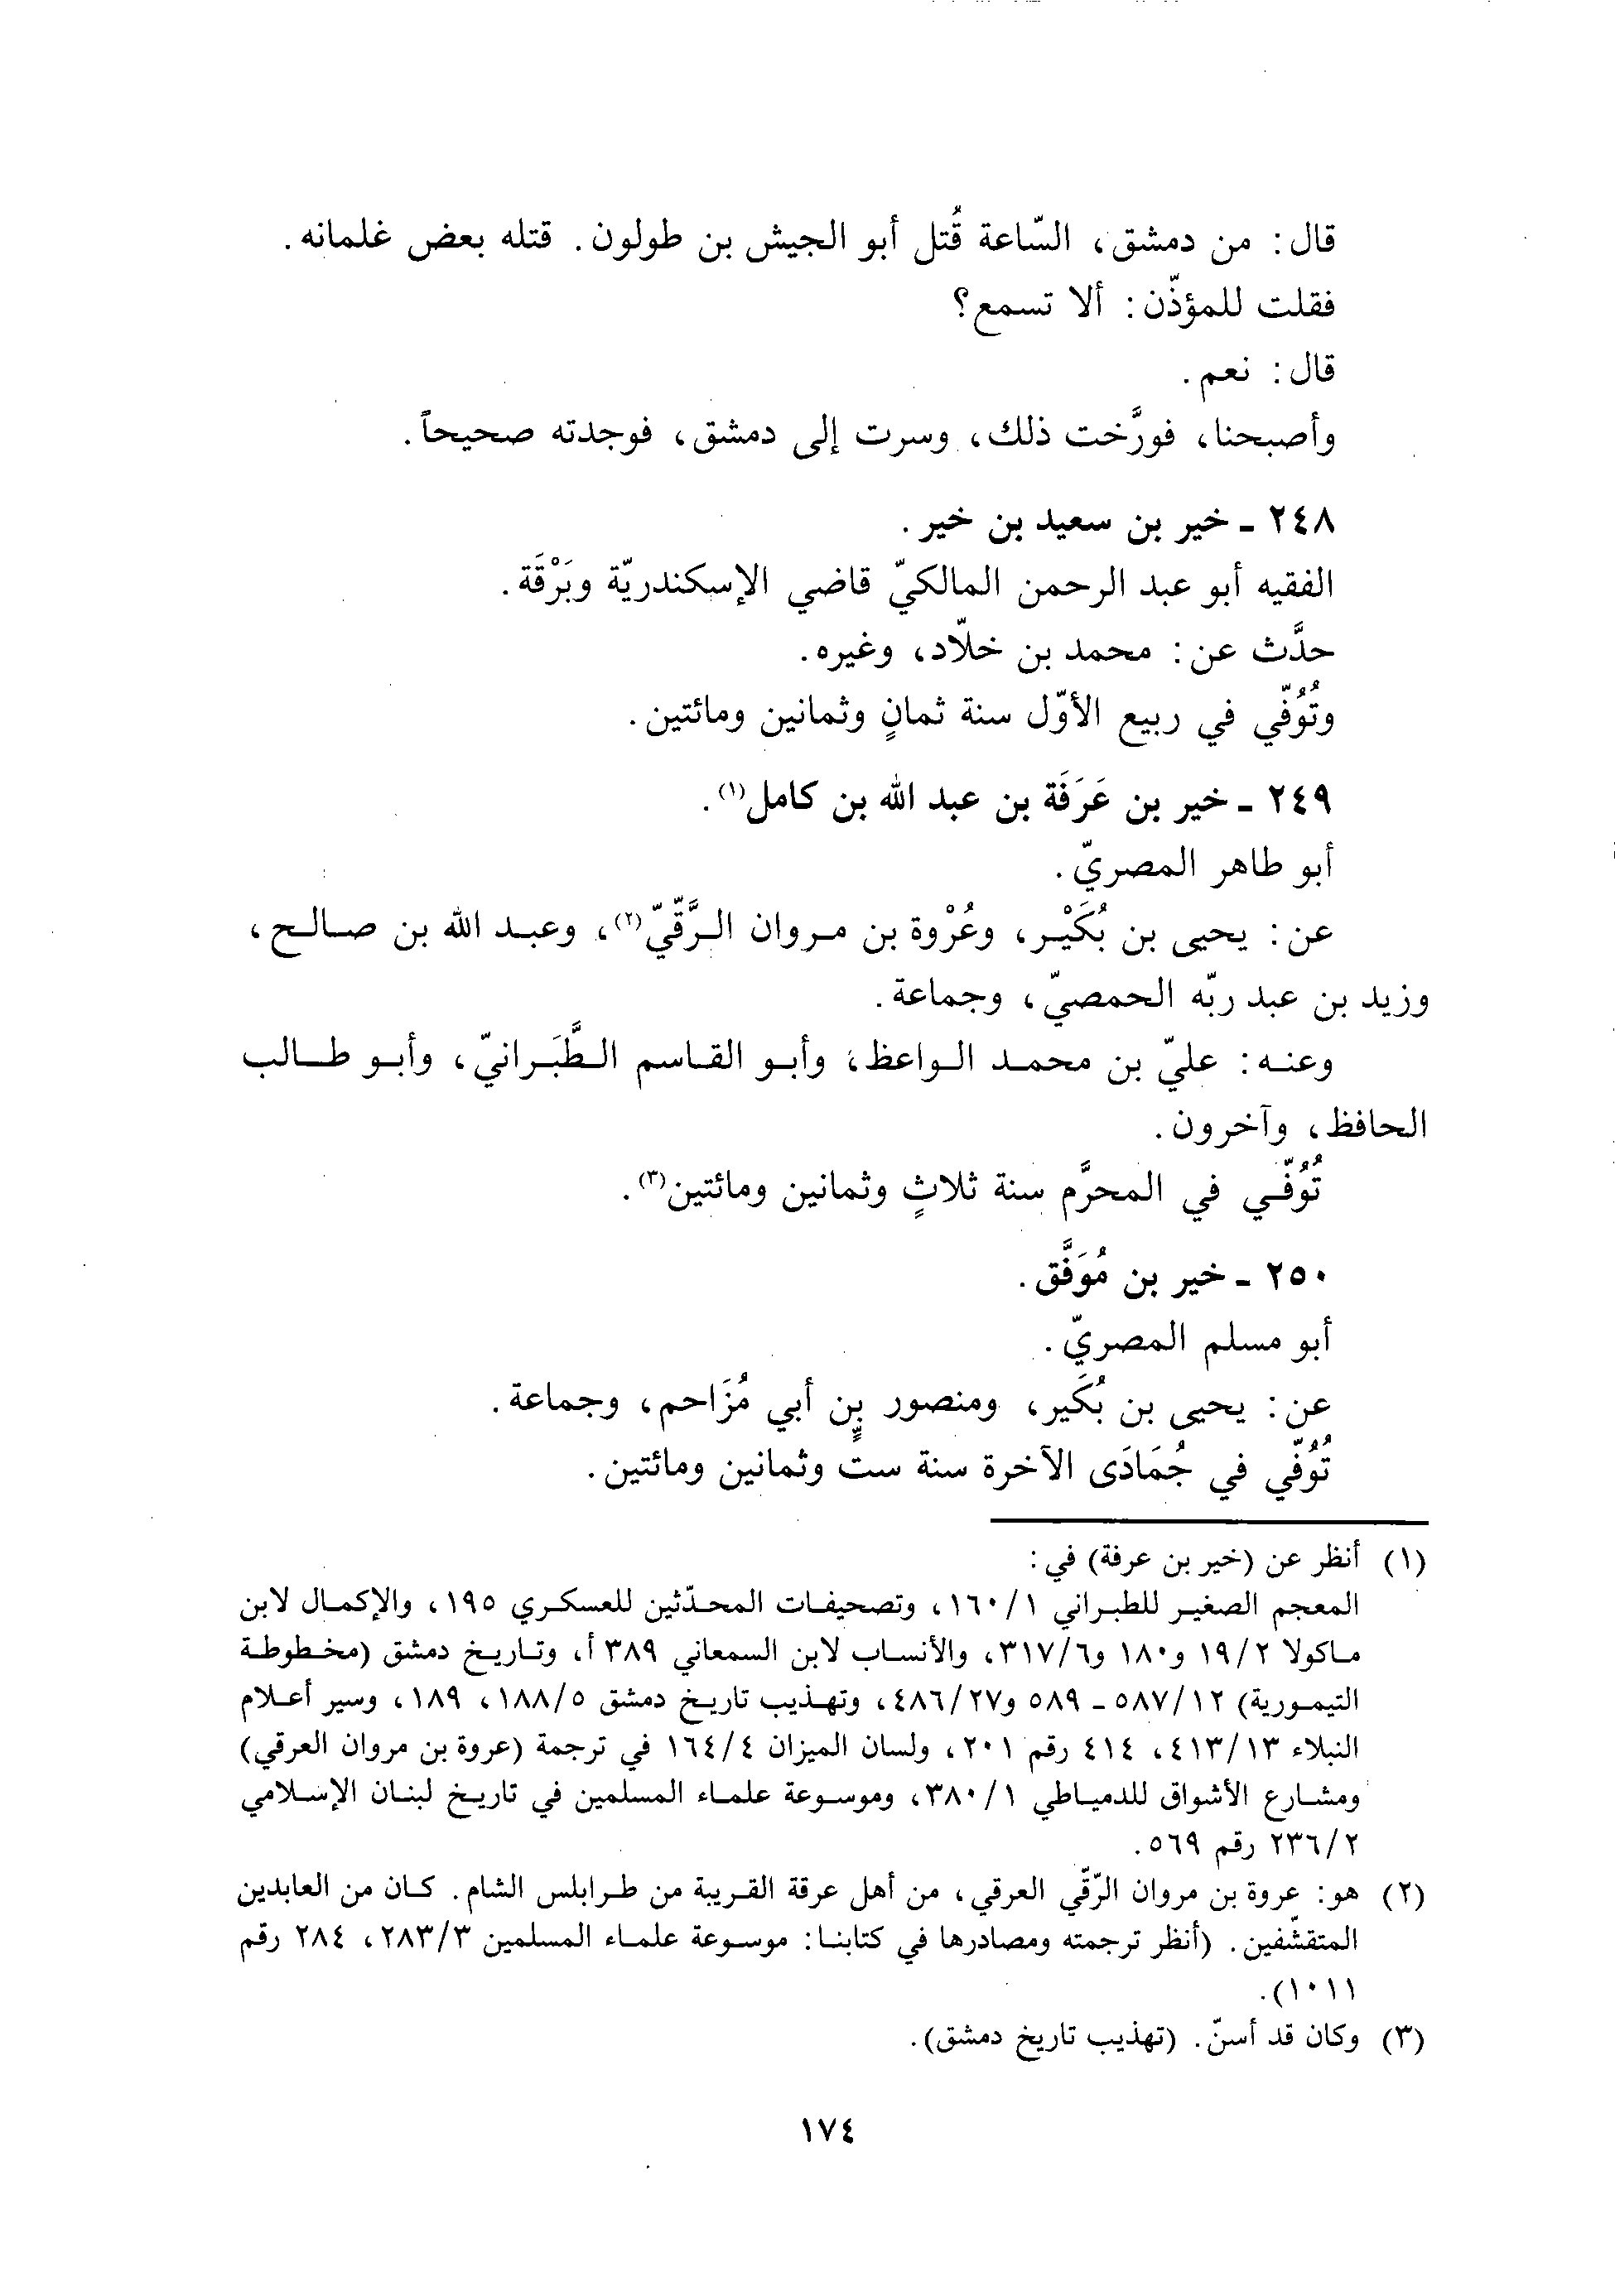 قال: من دمشق، السّاعة قُتل أبو الجيش بن طولون. قتله بعض غلمانه.
فقلت للمؤذّن: ألا تسمع؟
قال: نعم.
وأصبحنا، فورَّخت ذلك، وسرت إلى دمشق، فوجدته صحيحاً.
٢٤٨ - خير بن سعيد بن خير.
الفقيه أبو عبد الرحمن المالكيّ قاضي الإسكندريّة وبَرْقَة.
حدَّث عن: محمد بن خلّاد، وغيره.
وتُوُفّي في ربيع الأوّل سنة ثمانٍ وثمانين ومائتين.
٢٤٩ - خير بن عَرَفَة بن عبد الله بن كامل(١).
أبو طاهر المصريّ.
عن: يحيى بن بُكَيْر، وعُرْوة بن مروان الرَّقّيّ(٢)، وعبد الله بن صالح،
وزيد بن عبد ربّه الحمصيّ، وجماعة.
وعنه: عليّ بن محمد الواعظ، وأبو القاسم الطَّبَرانيّ، وأبو طالب
الحافظ، وآخرون.
تُوُفّي في المحرَّم سنة ثلاثٍ وثمانين ومائتين(٣).
٢٥٠ - خير بن مُوَفَّق.
أبو مسلم المصريّ.
عن: يحيى بن بُكَير، ومنصور بن أبي مُزَاحم، وجماعة.
تُوُفّي في جُمَادَى الآخرة سنة ستٍّ وثمانين ومائتين.
(١) أنظر عن (خير بن عرفة) في:
المعجم الصغير للطبراني ١/ ١٦٠، وتصحيفات المحدّثين للعسكري ١٩٥، والإكمال لابن
ماكولا ٢/ ١٩ و١٨٠ و٦/ ٣١٧، والأنساب لابن السمعاني ٣٨٩ أ، وتاريخ دمشق (مخطوطة
التيمورية) ١٢/ ٥٨٧ - ٥٨٩ و٢٧/ ٤٨٦، وتهذيب تاريخ دمشق ٥/ ١٨٨، ١٨٩، وسير أعلام
النبلاء ١٣/ ٤١٣، ٤١٤ رقم ٢٠١، ولسان الميزان ٤/ ١٦٤ في ترجمة (عروة بن مروان العرقي)
ومشارع الأشواق للدمياطي ١/ ٣٨٠، وموسوعة علماء المسلمين في تاريخ لبنان الإسلامي
٢/ ٢٣٦ رقم ٥٦٩.
(٢) هو: عروة بن مروان الرّقّي العرقي، من أهل عرقة القريبة من طرابلس الشام. كان من العابدين
المتقشّفين. (أنظر ترجمته ومصادرها في كتابنا: موسوعة علماء المسلمين ٣/ ٢٨٣، ٢٨٤ رقم
١٠١١).
(٣) وكان قد أسنّ. (تهذيب تاريخ دمشق).
١٧٤